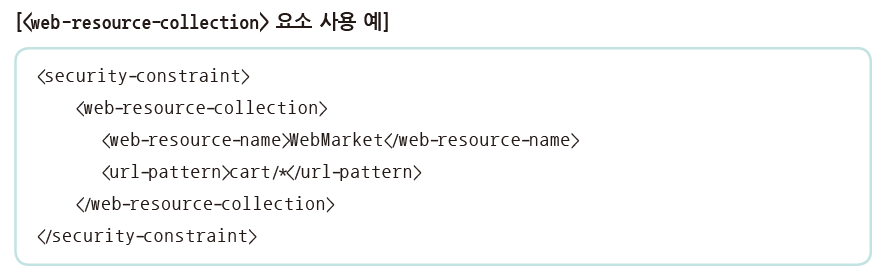 [<web-resource-collection> 요소 사용 예]
<security-constraint>
<web-resource-collection>
<web-resource-name>WebMarket</web-resource-name>
<url-pattern>cart/*</url-pattern>
</web-resource-collection>
</security-constraint>